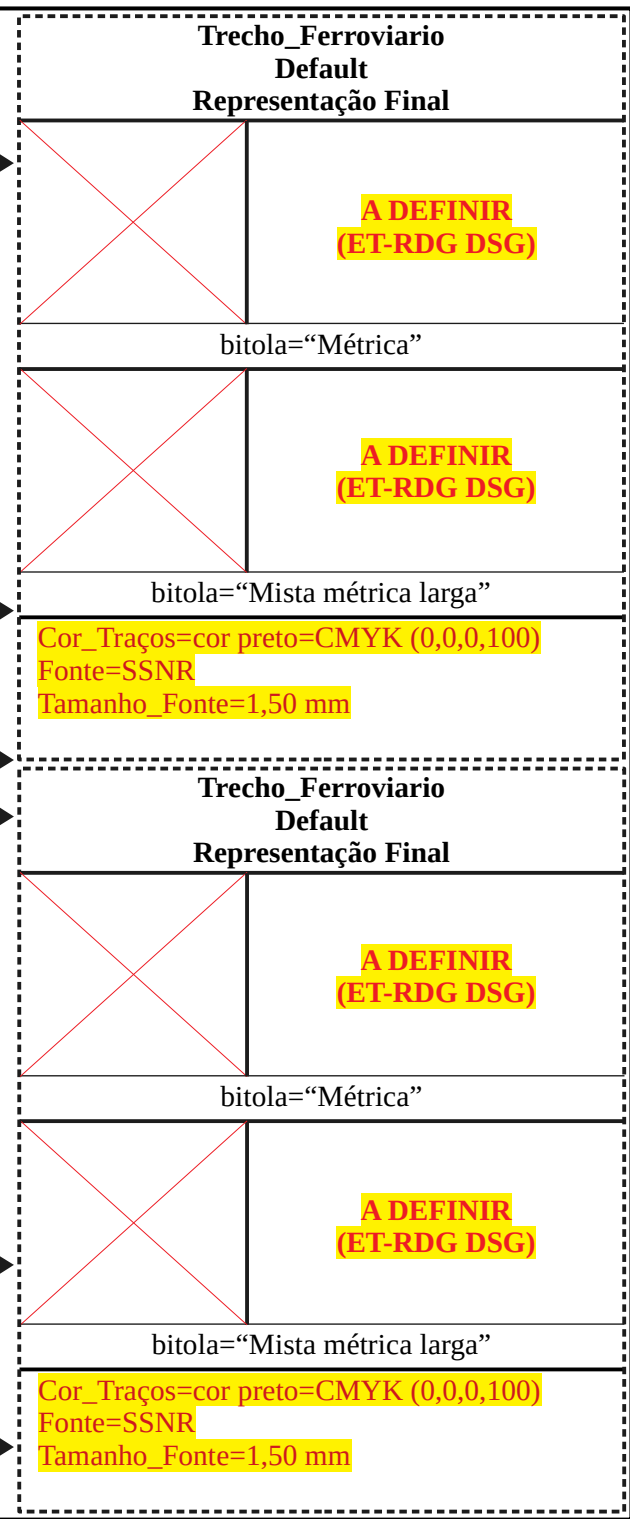 Trecho_Ferroviario
Default
Representação Final
A DEFINIR
(ET-RDG DSG)
bitola=“Métrica”
A DEFINIR
(ET-RDG DSG)
bitola=“Mista métrica larga”
Cor_Traços=cor preto=CMYK (0,0,0,100)
Fonte=SSNR
Tamanho_Fonte=1,50 mm
Trecho_Ferroviario
Default
Representação Final
A DEFINIR
(ET-RDG DSG)
bitola=“Métrica”
A DEFINIR
(ET-RDG DSG)
bitola=“Mista métrica larga”
Cor_Traços=cor preto=CMYK (0,0,0,100)
Fonte=SSNR
Tamanho_Fonte=1,50 mm